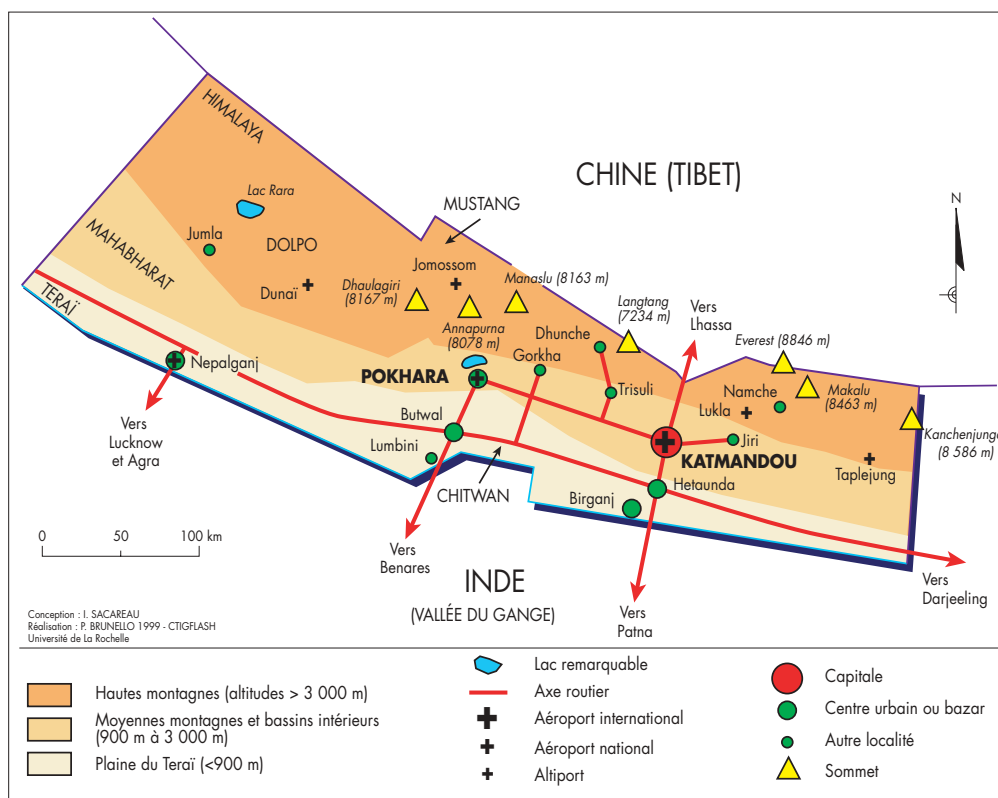 HIMALAYA
CHINE (TIBET)
N
Lac Rara
MUSTANG
MAHABHARAT
Jumla
DOLPO
Jomossom
Manaslu (8163 m)
Dunaï
Dhaulagiri
(8167 m)
Langtang
(7234 m)
Vers
Lhassa
TERAÏ
Annapurna
(8078 m)
Dhunche
Gorkha
Everest (8846 m)
Nepalganj
POKHARA
Trisuli
Namche
Makalu
(8463 m)
Lukla
Vers
Lucknow
et Agra
Butwal
Jiri
Kanchenjunga
(8 586 m)
Lumbini
KATMANDOU
Taplejung
CHITWAN
Hetaunda
Birganj
0 50 100 km
Vers
Benares
INDE
(VALLÉE DU GANGE)
Vers
Patna
Vers
Darjeeling
Conception : I. SACAREAU
Réalisation : P. BRUNELLO 1999 - CTIGFLASH
Université de La Rochelle
Hautes montagnes (altitudes > 3 000 m)
Moyennes montagnes et bassins intérieurs
(900 m à 3 000 m)
Plaine du Teraï (<900 m)
Lac remarquable
Axe routier
Aéroport international
Aéroport national
Altiport
Capitale
Centre urbain ou bazar
Autre localité
Sommet